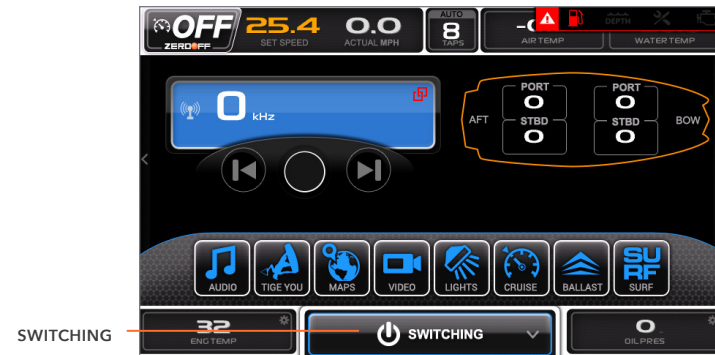 OFF
ZEROOFF
25.4
SET SPEED
0.0
ACTUAL MPH
AUTO
8
TAPS
AIR TEMP
DEPTH
WATER TEMP
0 kHz
AFT
PORT
0
STBD
0
PORT
0
STBD
0
BOW
AUDIO
TIGE YOU
MAPS
VIDEO
LIGHTS
CRUISE
BALLAST
SURF
SURF
32
ENG TEMP
SWITCHING
SWITCHING
0
OIL PRES